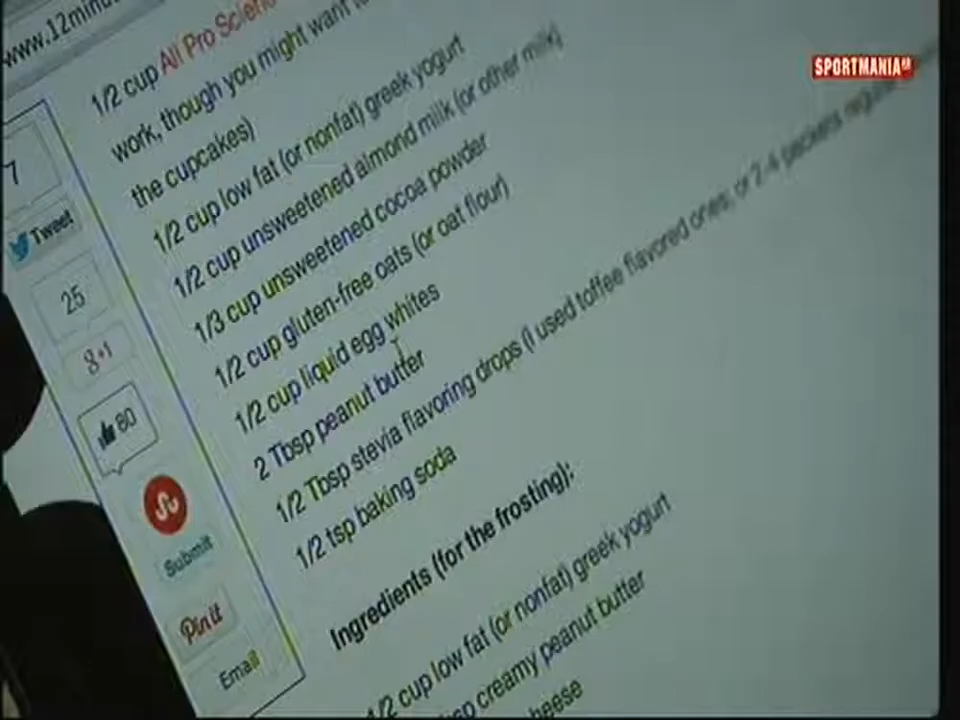 www.12minu
1/2 cup All Pro Scien
work, though you might want
the cupcakes)
1/2 cup low fat (or nonfat) greek yogurt
1/2 cup unsweetened almond milk (or other milk)
1/3 cup unsweetened cocoa powder
1/2 cup gluten-free oats (or oat flour)
1/2 cup liquid egg whites
2 Tbsp peanut butter
1/2 Tbsp stevia flavoring drops (I used toffee flavored ones; or 2-4 packets regular
1/2 tsp baking soda
Ingredients (for the frosting):
1/2 cup low fat (or nonfat) greek yogurt
creamy peanut butter
7
Tweet
25
8+1
80
Submit
Pin it
Email
SPORTMANIA